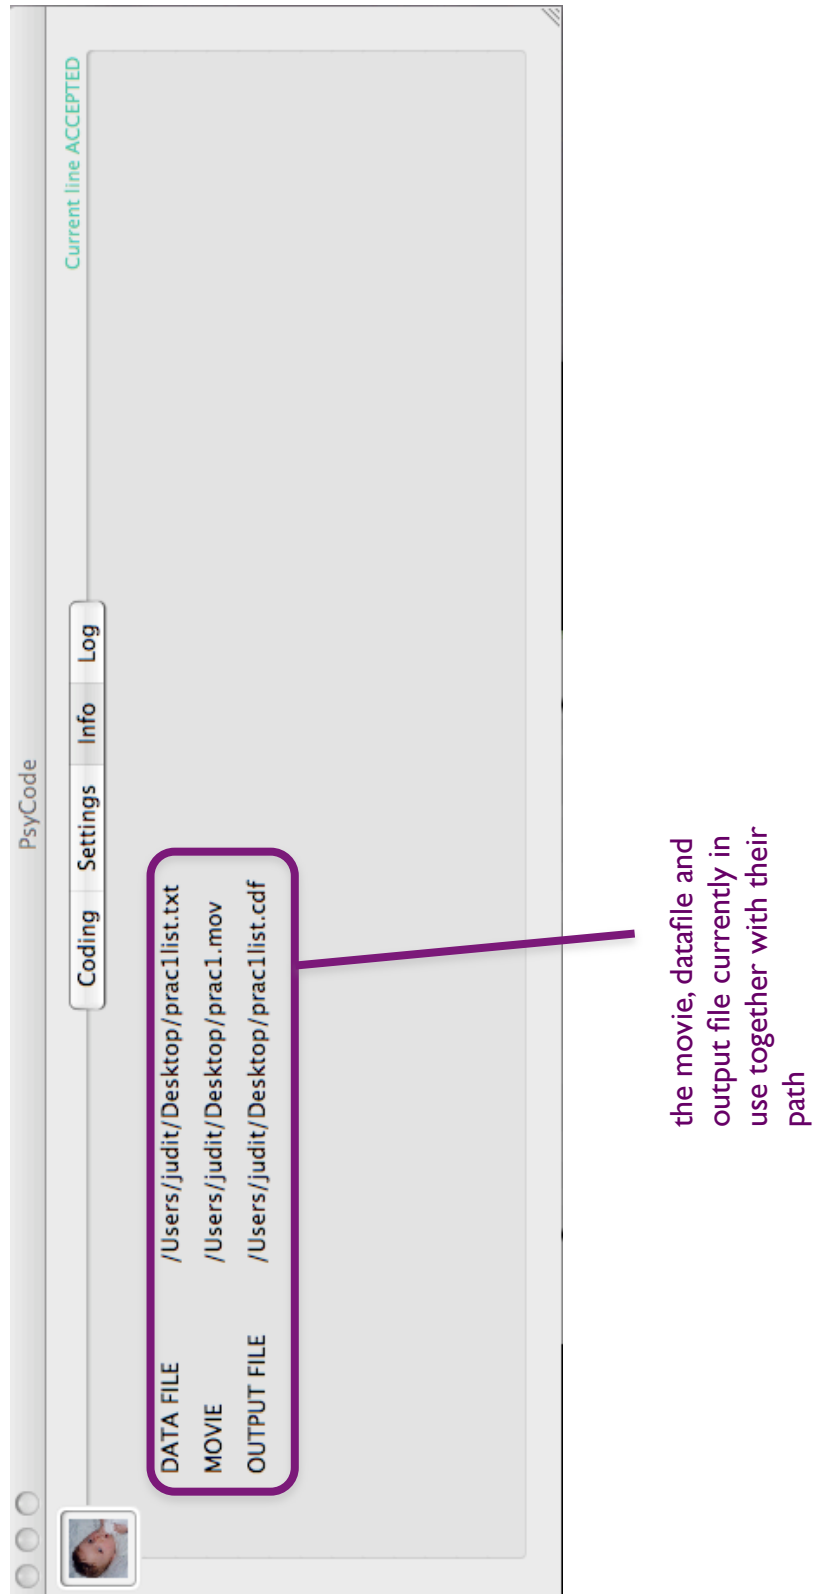 PsyCode
Current line ACCEPTED
Coding Settings Info Log
DATA FILE /Users/judit/Desktop/prac1list.txt
MOVIE /Users/judit/Desktop/prac1.mov
OUTPUT FILE /Users/judit/Desktop/prac1list.cdf
the movie, datafile and
output file currently in
use together with their
path